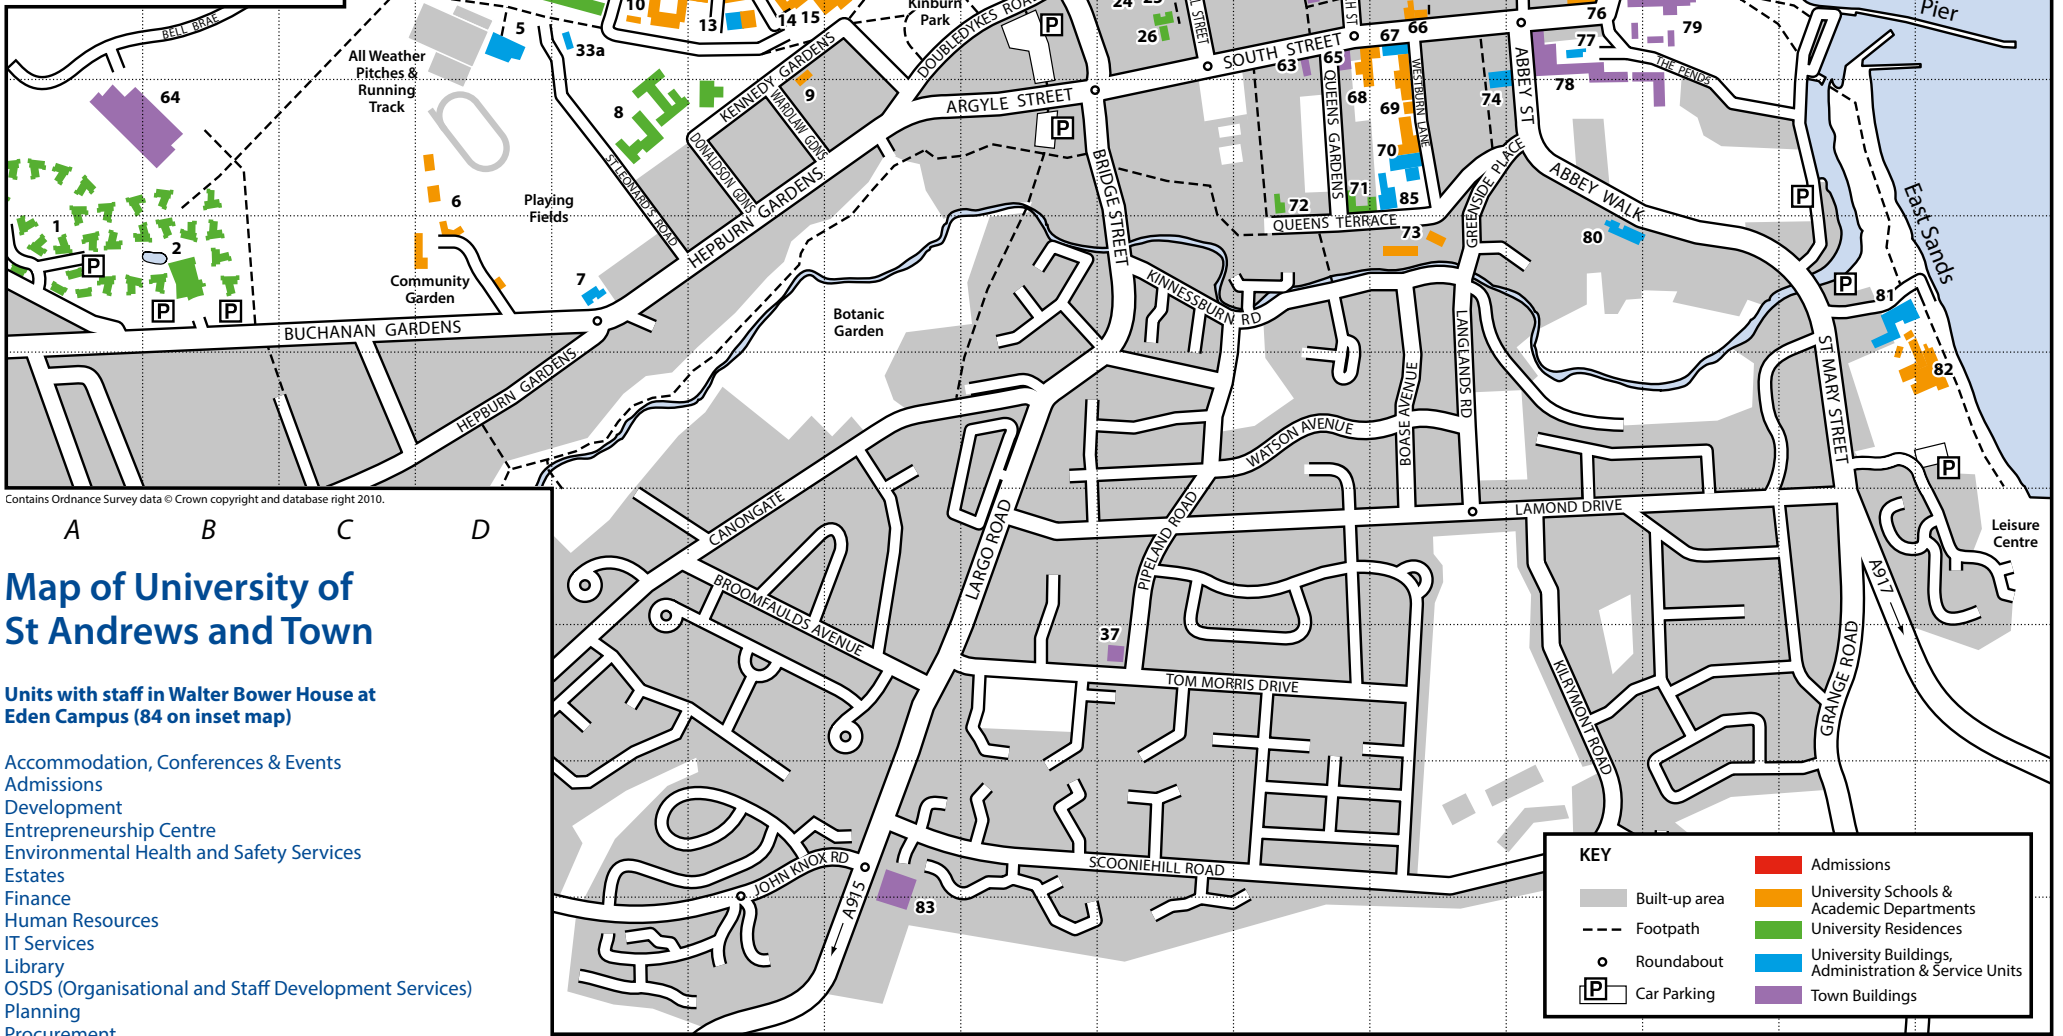 10
13
14 15
Kinburn
Park
DOUBLEDYKES ROAD
P
26
SOUTH STREET
63
65
67
66
76
77
79
Pier
BELL BRAE
5
33a
All Weather
Pitches &
Running
Track
64
8
KENNEDY GARDENS
9
WARDLAW GDNS
DONALDSON GDNS
ARGYLE STREET
P
QUEENS GARDENS
68
69
70
WESTBURN LANE
74
ABBEY ST
78
THE PENDS
ST LEONARD'S ROAD
HEPBURN GARDENS
BRIDGE STREET
71
72
85
QUEENS TERRACE
73
GREENSIDE PLACE
ABBEY WALK
80
P
East Sands
1
2
P
P
P
6
Playing
Fields
Community
Garden
7
BUCHANAN GARDENS
Botanic
Garden
KINNESSBURN RD
LANGLANDS RD
P
81
82
ST MARY STREET
HEPBURN GARDENS
BOASE AVENUE
WATSON AVENUE
P
Contains Ordnance Survey data © Crown copyright and database right 2010.
A B C D
CANONGATE
LARGO ROAD
PIPELAND ROAD
LAMOND DRIVE
Leisure
Centre
A917
BROOMFAULDS AVENUE
37
TOM MORRIS DRIVE
KILRYMONT ROAD
GRANGE ROAD
JOHN KNOX RD
A915
83
SCOONIEHILL ROAD
Map of University of
St Andrews and Town
Units with staff in Walter Bower House at
Eden Campus (84 on inset map)
Accommodation, Conferences & Events
Admissions
Development
Entrepreneurship Centre
Environmental Health and Safety Services
Estates
Finance
Human Resources
IT Services
Library
OSDS (Organisational and Staff Development Services)
Planning
Procurement
KEY
Built-up area
Footpath
Roundabout
P Car Parking
Admissions
University Schools &
Academic Departments
University Residences
University Buildings,
Administration & Service Units
Town Buildings